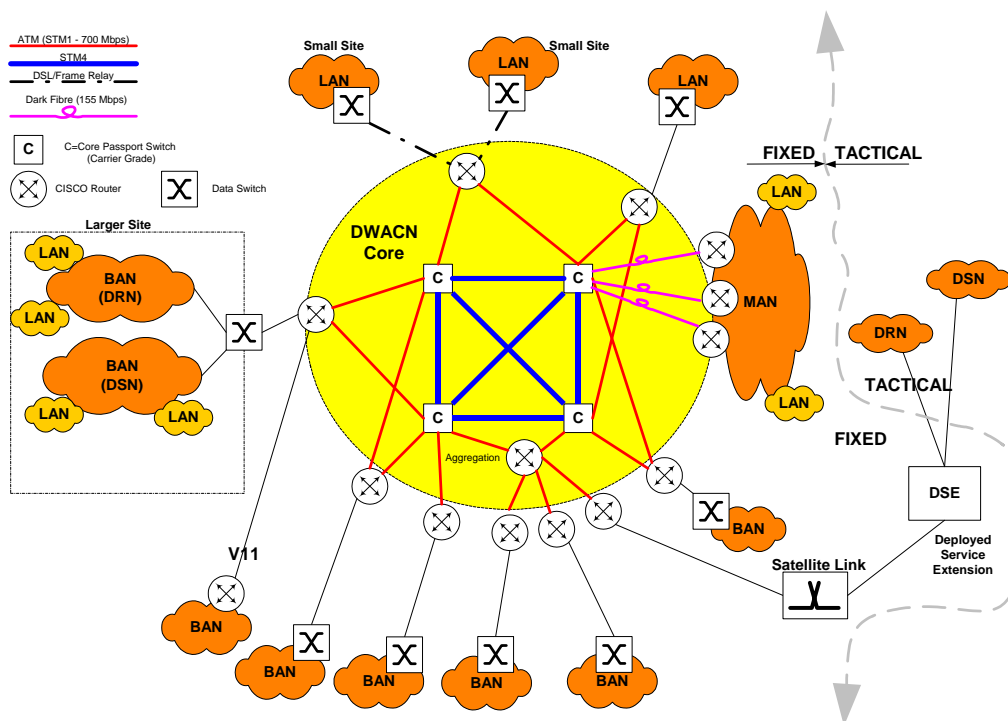 ATM (STM1 - 700 Mbps)
STM4
DSL/Frame Relay
Dark Fibre (155 Mbps)
C
C=Core Passport Switch
(Carrier Grade)
CISCO Router
Data Switch
Small Site
LAN
Small Site
LAN
LAN
FIXED
TACTICAL
LAN
Larger Site
LAN
BAN
(DRN)
LAN
BAN
(DSN)
LAN
LAN
DWACN
Core
C
C
C
C
Aggregation
MAN
LAN
DSN
DRN
TACTICAL
FIXED
DSE
Deployed
Service
Extension
Satellite Link
BAN
V11
BAN
BAN
BAN
BAN
BAN